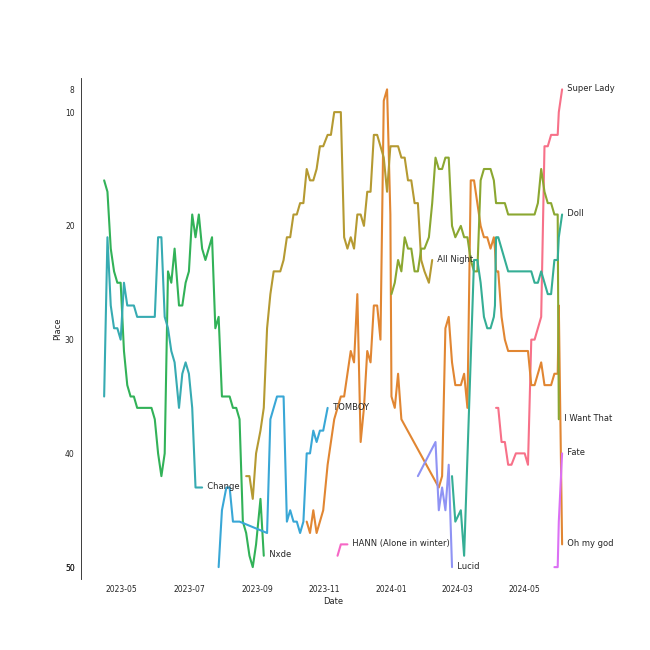 8
Super Lady
10
20
Doll
All Night
30
Place
TOMBOY
I Want That
40
Fate
Change
HANN (Alone in winter)
Oh my god
Nxde
50
Lucid
2023-05
2023-07
2023-09
2023-11
2024-01
2024-03
2024-05
Date